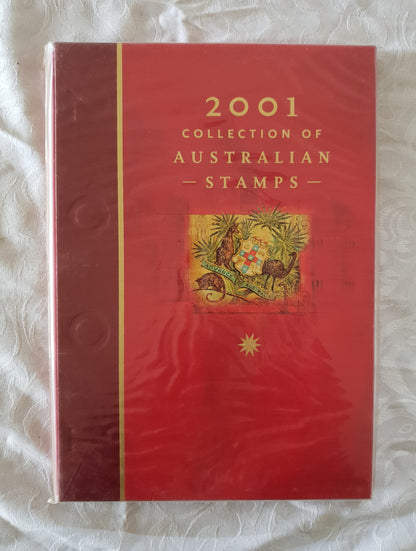 2001
COLLECTION OF
AUSTRALIAN
— STAMPS —